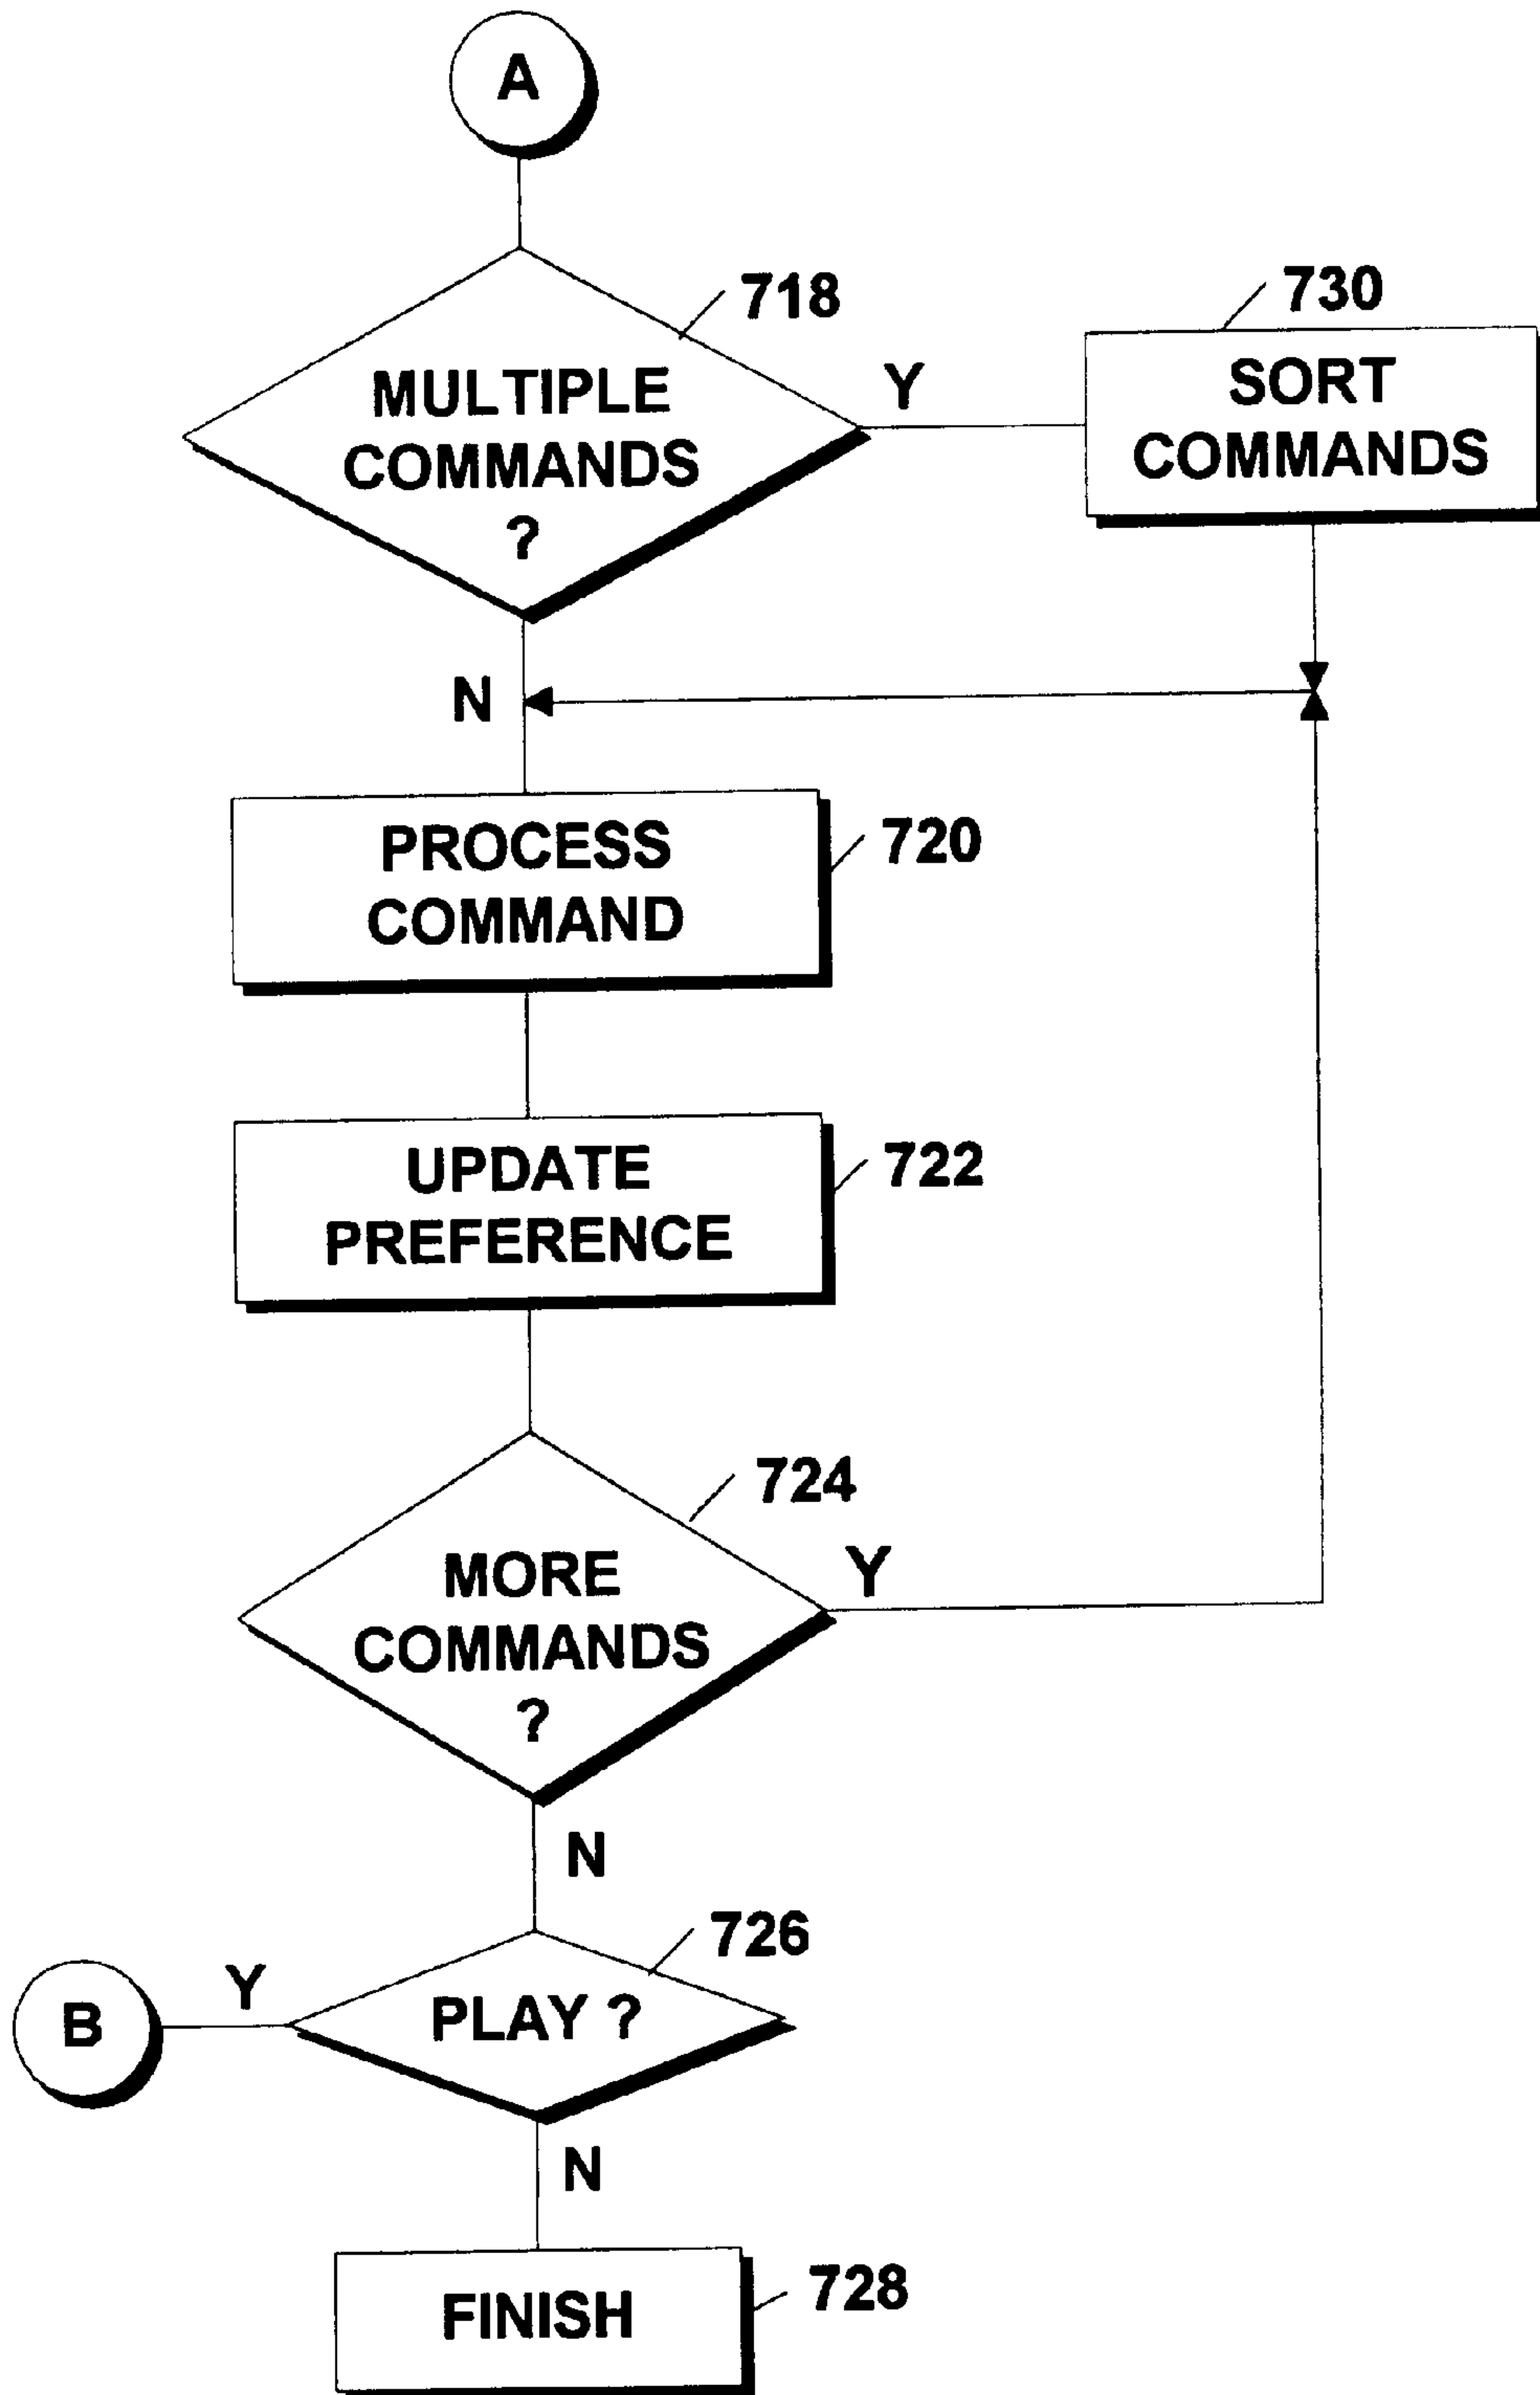 A
718
730
MULTIPLE
COMMANDS
?
Y
SORT
COMMANDS
N
PROCESS
COMMAND
720
UPDATE
PREFERENCE
722
724
MORE
COMMANDS
?
Y
N
726
B
Y
PLAY ?
N
FINISH
728